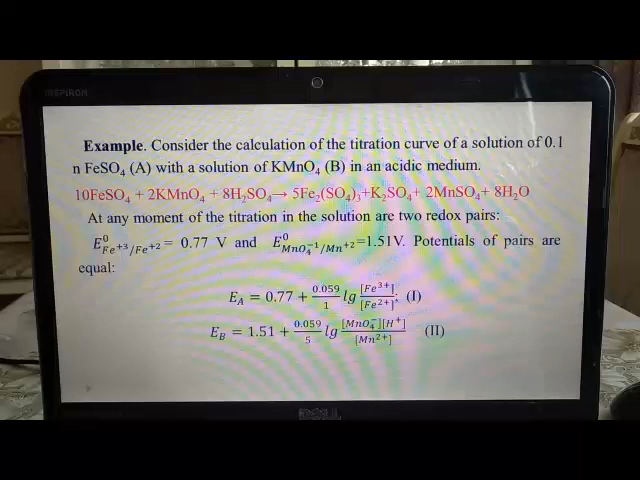 INSPIRON
Example. Consider the calculation of the titration curve of a solution of 0.1
n FeSO₄ (A) with a solution of KMnO₄ (B) in an acidic medium.
10FeSO₄ + 2KMnO₄ + 8H₂SO₄→ 5Fe₂(SO₄)₃+K₂SO₄+ 2MnSO₄+ 8H₂O
At any moment of the titration in the solution are two redox pairs:
E⁰Fe⁺³/Fe⁺² = 0.77 V and E⁰MnO₄⁻¹/Mn⁺²=1.51V. Potentials of pairs are
equal:
E_A = 0.77 + 0.059/1 lg [Fe³⁺]/[Fe²⁺]; (I)
E_B = 1.51 + 0.059/5 lg [MnO₄⁻][H⁺]/[Mn²⁺] (II)
DELL